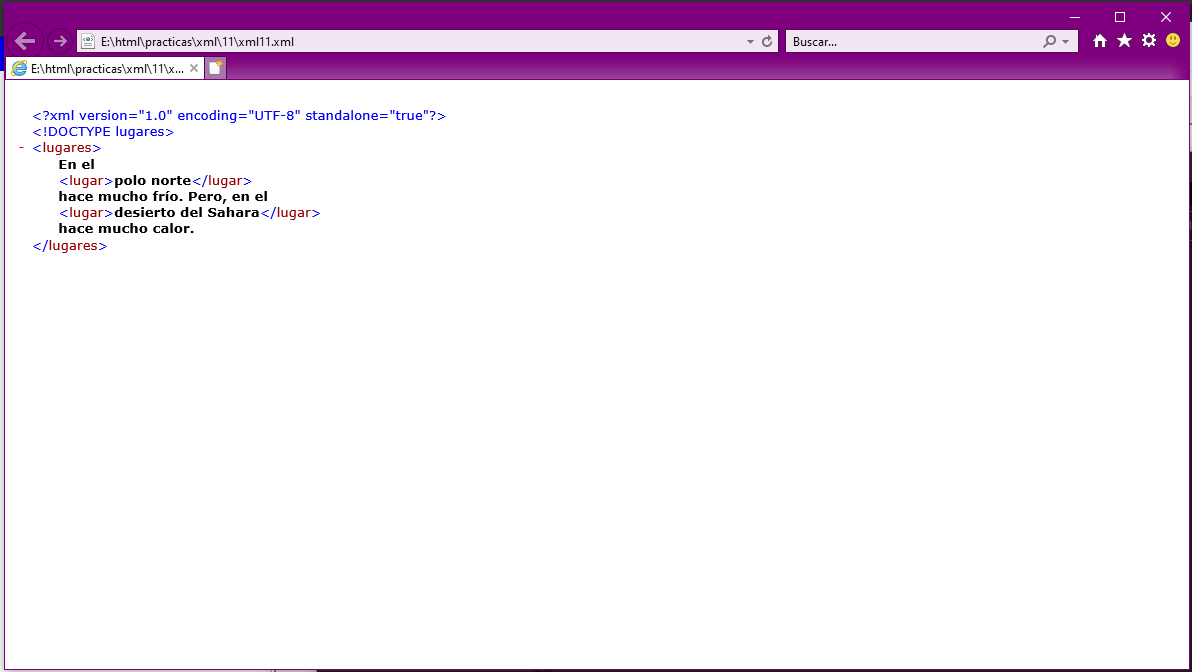 E:\html\practicas\xml\11\xml11.xml
Buscar...
E:\html\practicas\xml\11\x...
<?xml version="1.0" encoding="UTF-8" standalone="true"?>
<!DOCTYPE lugares>
- <lugares>
En el
<lugar>polo norte</lugar>
hace mucho frío. Pero, en el
<lugar>desierto del Sahara</lugar>
hace mucho calor.
</lugares>